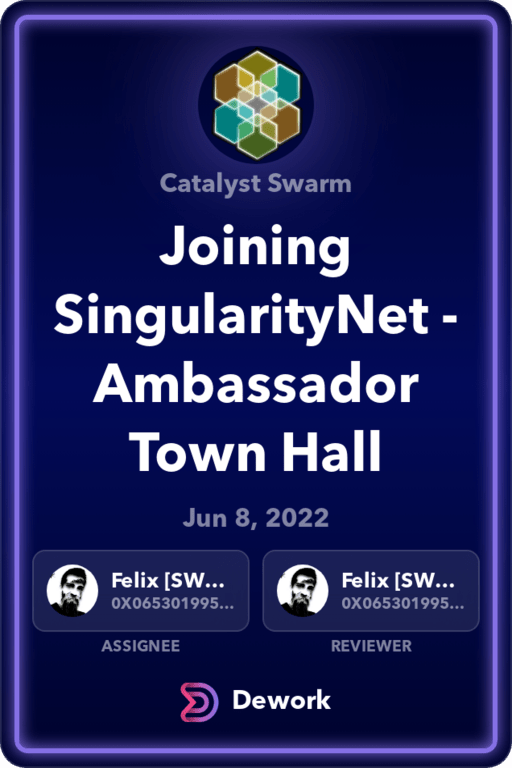 Catalyst Swarm
Joining
SingularityNet -
Ambassador
Town Hall
Jun 8, 2022
Felix [SW...
0X065301995...
ASSIGNEE
Felix [SW...
0X065301995...
REVIEWER
Dework